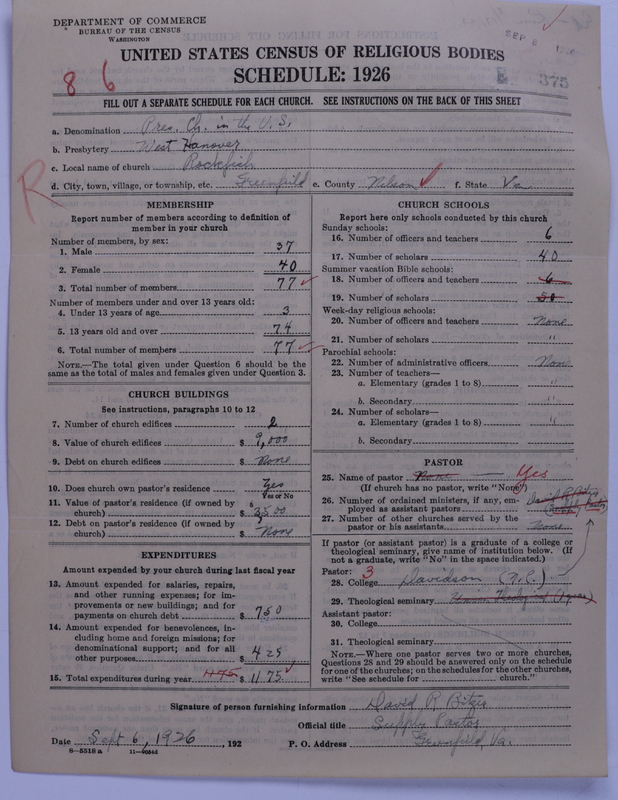 DEPARTMENT OF COMMERCE
BUREAU OF THE CENSUS
WASHINGTON
SEP 8
UNITED STATES CENSUS OF RELIGIOUS BODIES
8 6
SCHEDULE: 1926
375
FILL OUT A SEPARATE SCHEDULE FOR EACH CHURCH. SEE INSTRUCTIONS ON THE BACK OF THIS SHEET
a. Denomination Pres. Ch. in the U.S.
b. Presbytery West Hanover
c. Local name of church Rockfish
R
d. City, town, village, or township, etc. Greenfield e. County Nelson f. State Va
MEMBERSHIP
Report number of members according to definition of
member in your church
Number of members, by sex:
1. Male 37
2. Female 40
3. Total number of members 77
Number of members under and over 13 years old:
4. Under 13 years of age 3
5. 13 years old and over 74
6. Total number of members 77
NOTE.—The total given under Question 6 should be
same as the total of males and females given under Question 3.
CHURCH BUILDINGS
See instructions, paragraphs 10 to 12
7. Number of church edifices 2
8. Value of church edifices $ 9,000
9. Debt on church edifices $ None
10. Does church own pastor's residence Yes
Yes or No
11. Value of pastor's residence (if owned by
church) $ 3500
12. Debt on pastor's residence (if owned by
church) $ None
EXPENDITURES
Amount expended by your church during last fiscal year
13. Amount expended for salaries, repairs,
and other running expenses; for im-
provements or new buildings; and for
payments on church debt $ 750
14. Amount expended for benevolences, in-
cluding home and foreign missions; for
denominational support; and for all
other purposes $ 425
15. Total expenditures during year $ 1175
CHURCH SCHOOLS
Report here only schools conducted by this church
Sunday schools:
16. Number of officers and teachers 6
17. Number of scholars 40
Summer vacation Bible schools:
18. Number of officers and teachers 6
19. Number of scholars
Week-day religious schools:
20. Number of officers and teachers None
21. Number of scholars "
Parochial schools:
22. Number of administrative officers None
23. Number of teachers—
a. Elementary (grades 1 to 8) "
b. Secondary "
24. Number of scholars—
a. Elementary (grades 1 to 8) "
b. Secondary
PASTOR
25. Name of pastor None Yes
(If church has no pastor, write "None")
26. Number of ordained ministers, if any, em-
ployed as assistant pastors David R. Bitzer
27. Number of other churches served by the
pastor or his assistants None
If pastor (or assistant pastor) is a graduate of a college or
theological seminary, give name of institution below. (If
not a graduate, write "No" in the space indicated.)
Pastor: 3
28. College Davidson (N.C.)
29. Theological seminary Union Theological
Assistant pastor:
30. College
31. Theological seminary
NOTE.—Where one pastor serves two or more churches,
Questions 28 and 29 should be answered only on the schedule
for one of the churches; on the schedules for the other churches,
write "See schedule for church."
Signature of person furnishing information David R. Bitzer
Official title Supply Pastor
Date Sept 6, 1926, 192 P. O. Address Greenfield, Va.
8—5518 a